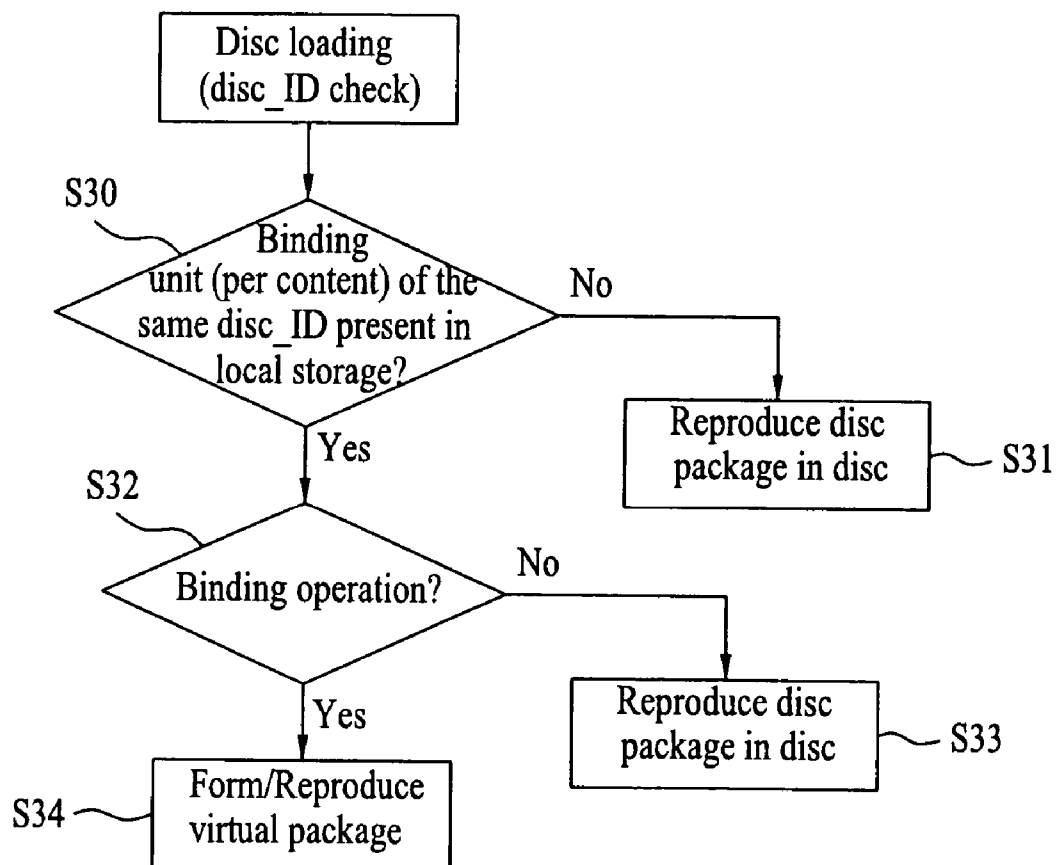 Disc loading
(disc_ID check)
S30
Binding
unit (per content) of the
same disc_ID present in
local storage?
No
Reproduce disc
package in disc
S31
Yes
S32
Binding operation?
No
Reproduce disc
package in disc
S33
Yes
Form/Reproduce
virtual package
S34